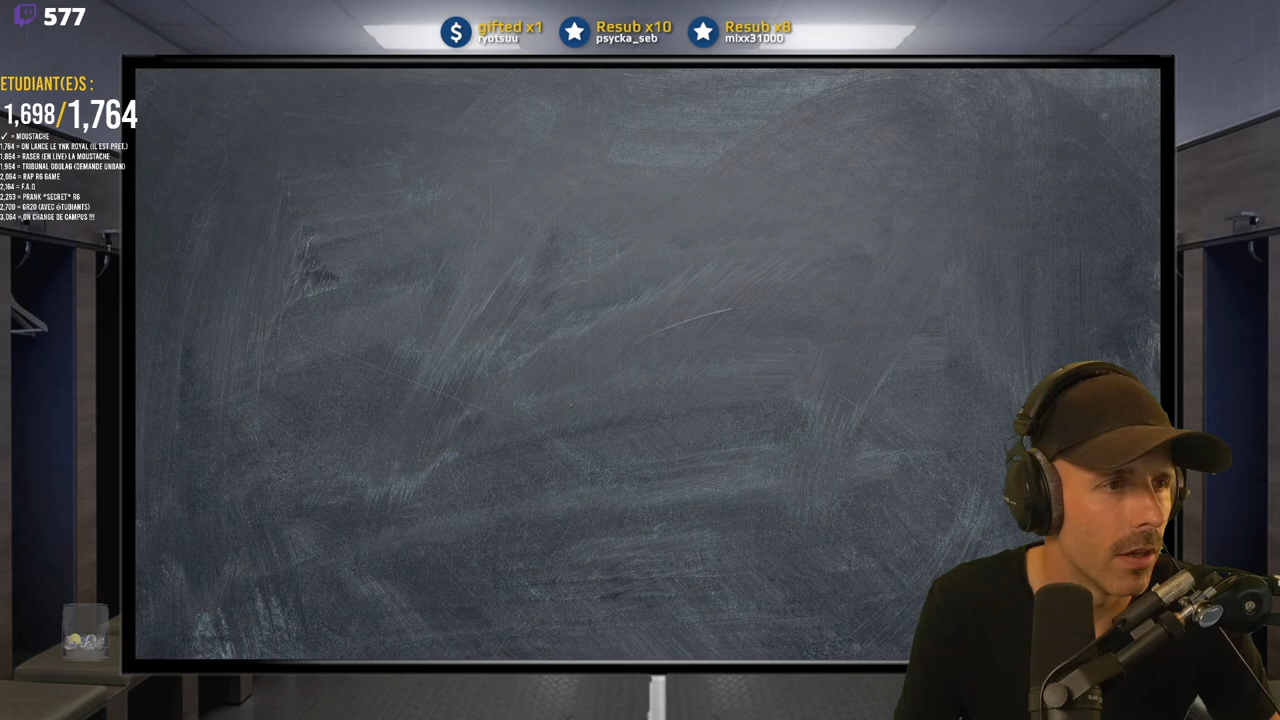 577
gifted x1
ryotsuu
Resub x10
psycka_seb
Resub x8
mixx31000
ETUDIANT(E)S :
1,698/1,764
✓ = MOUSTACHE
1,764 = ON LANCE LE YNK ROYAL (IL EST PRET.)
1,864 = RASER (EN LIVE) LA MOUSTACHE
1,964 = TRIBUNAL GOULAG (DEMANDE UNBAN)
2,064 = RAP R6 GAME
2,164 = F.A.Q
2,263 = PRANK *SECRET* R6
2,700 = GR20 (AVEC ÉTUDIANTS)
3,064 = ON CHANGE DE CAMPUS !!!